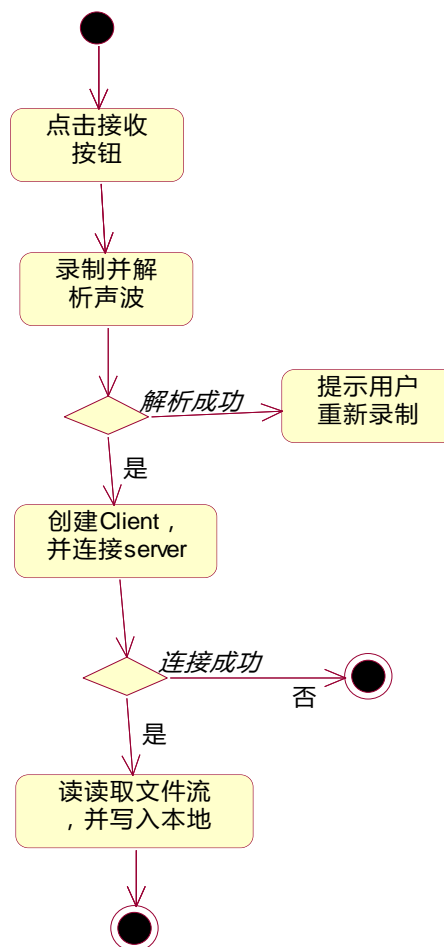 点击接收
按钮
录制并解
析声波
解析成功
提示用户
重新录制
是
创建Client，
并连接server
连接成功
否
是
读读取文件流
，并写入本地